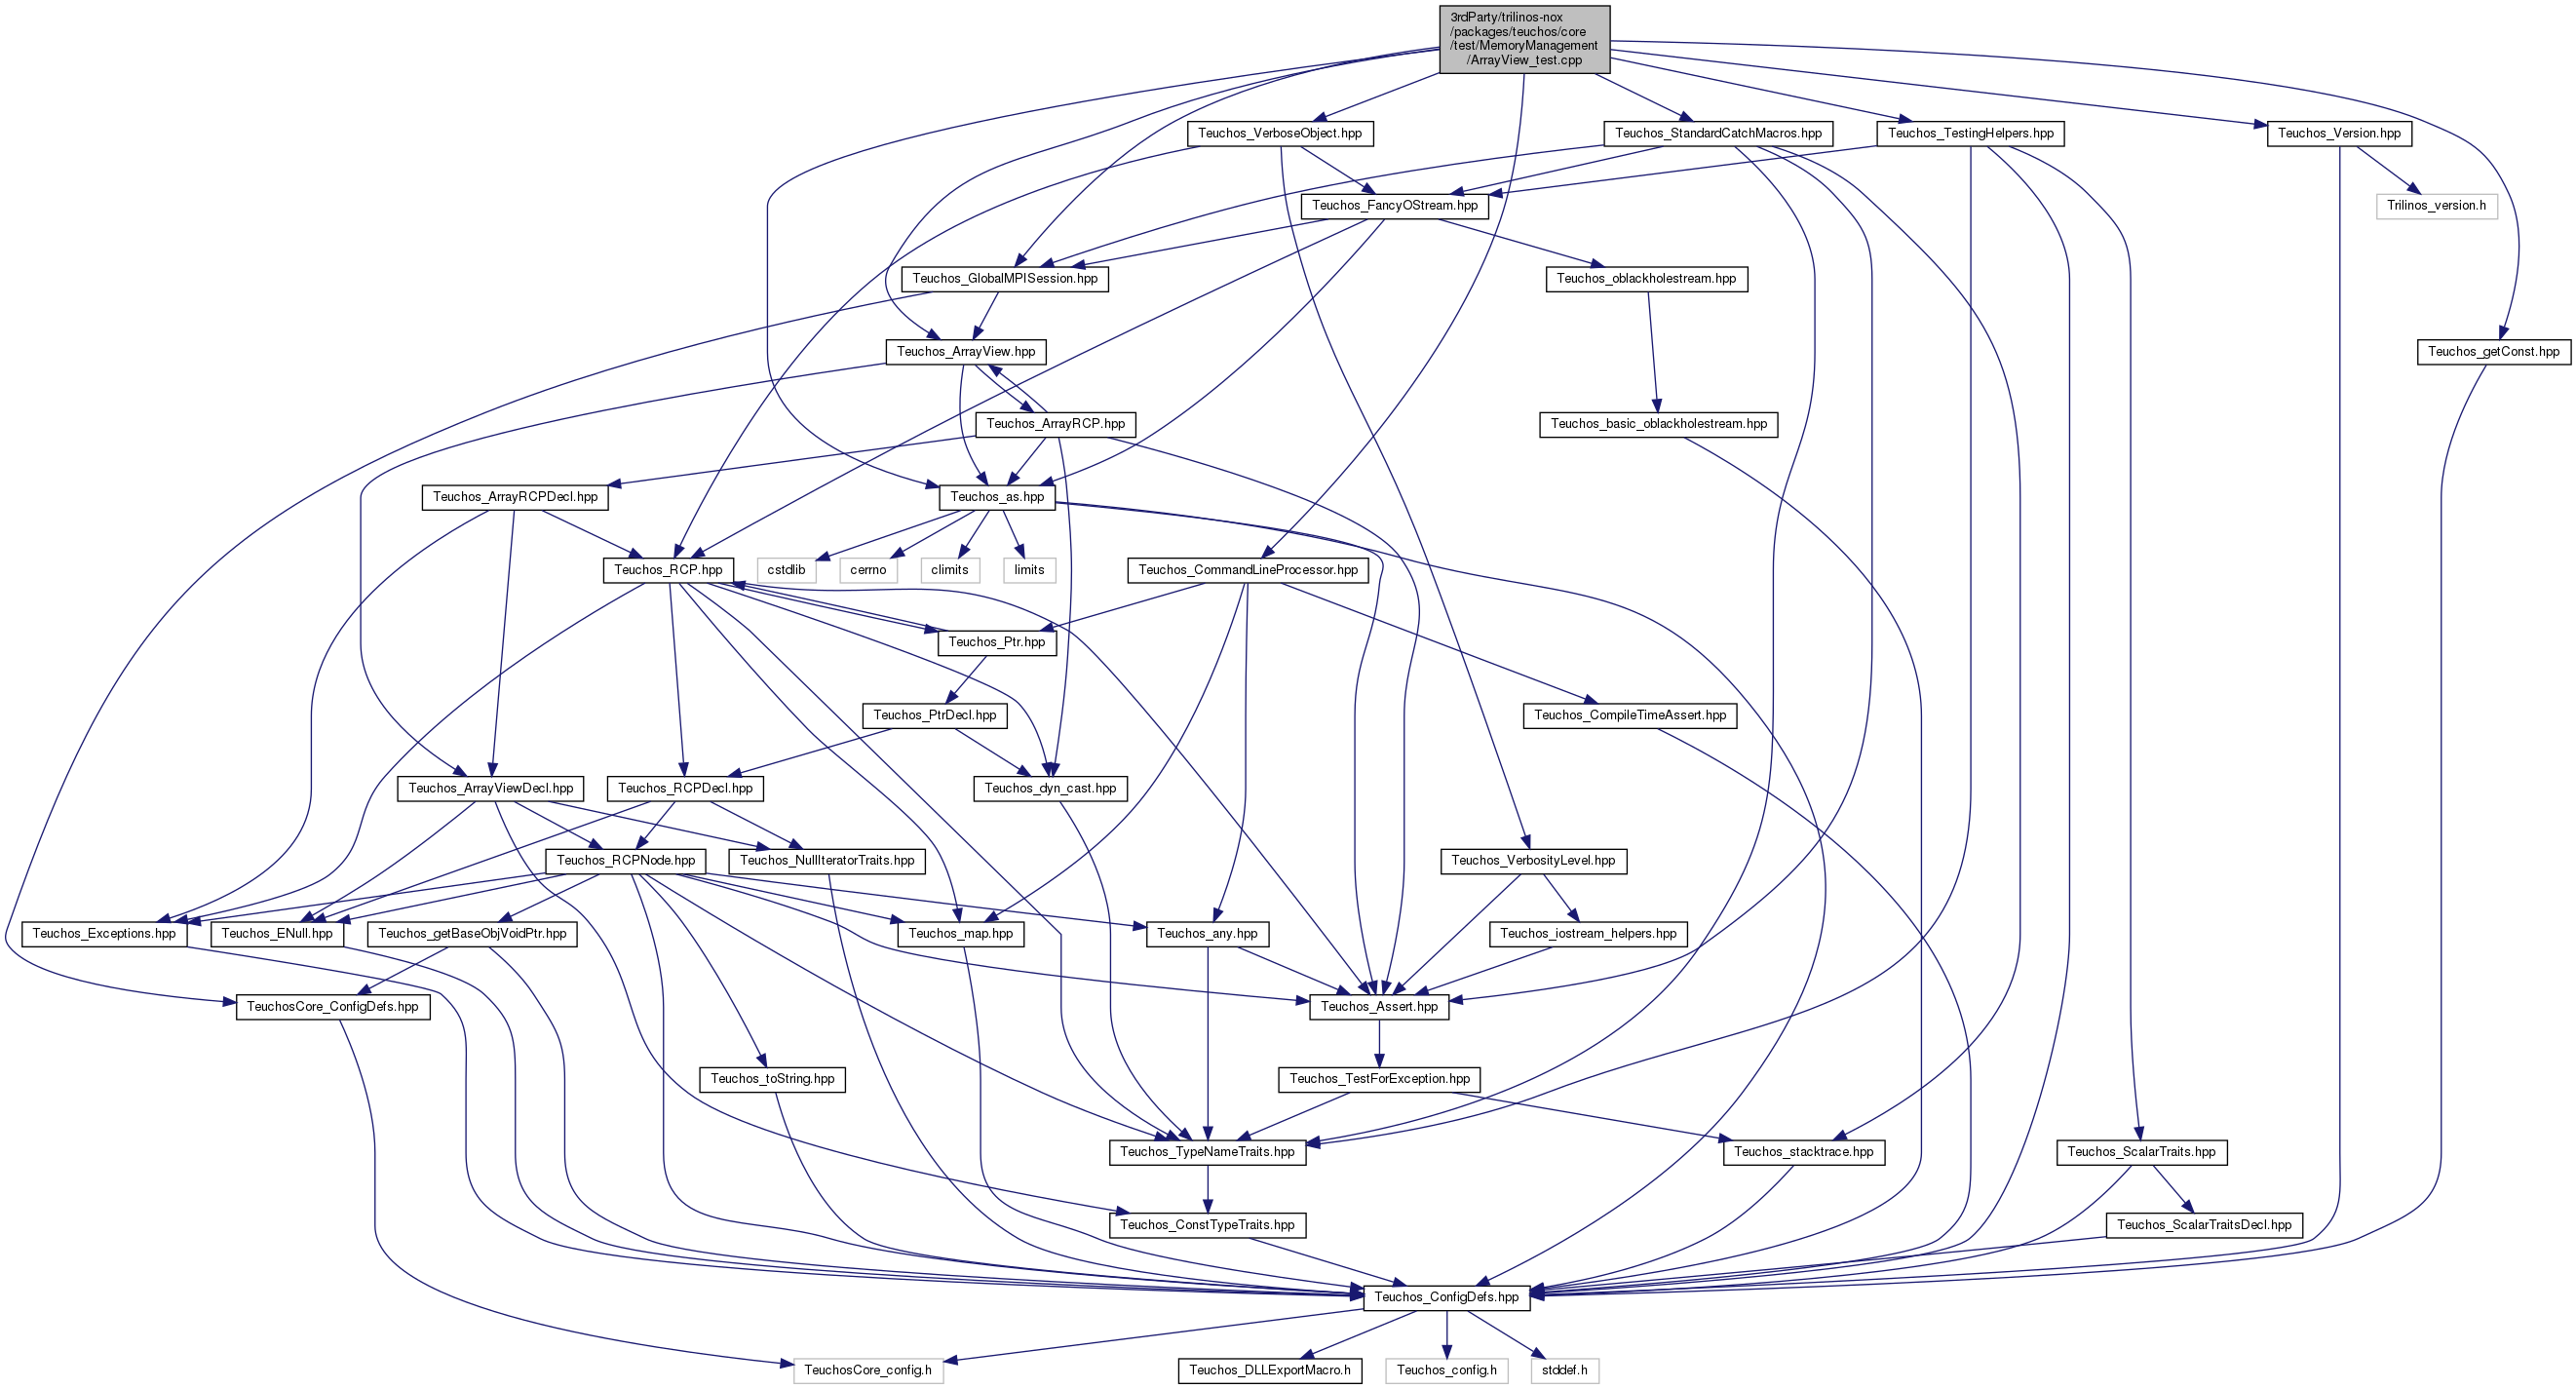 3rdParty/trilinos-nox
/packages/teuchos/core
/test/MemoryManagement
/ArrayView_test.cpp
Teuchos_VerboseObject.hpp
Teuchos_StandardCatchMacros.hpp
Teuchos_TestingHelpers.hpp
Teuchos_Version.hpp
Teuchos_FancyOStream.hpp
Trilinos_version.h
Teuchos_GlobalMPISession.hpp
Teuchos_oblackholestream.hpp
Teuchos_ArrayView.hpp
Teuchos_getConst.hpp
Teuchos_ArrayRCP.hpp
Teuchos_basic_oblackholestream.hpp
Teuchos_ArrayRCPDecl.hpp
Teuchos_as.hpp
Teuchos_RCP.hpp
cstdlib
cerrno
climits
limits
Teuchos_CommandLineProcessor.hpp
Teuchos_Ptr.hpp
Teuchos_PtrDecl.hpp
Teuchos_CompileTimeAssert.hpp
Teuchos_ArrayViewDecl.hpp
Teuchos_RCPDecl.hpp
Teuchos_dyn_cast.hpp
Teuchos_RCPNode.hpp
Teuchos_NullIteratorTraits.hpp
Teuchos_VerbosityLevel.hpp
Teuchos_Exceptions.hpp
Teuchos_ENull.hpp
Teuchos_getBaseObjVoidPtr.hpp
Teuchos_map.hpp
Teuchos_any.hpp
Teuchos_iostream_helpers.hpp
TeuchosCore_ConfigDefs.hpp
Teuchos_Assert.hpp
Teuchos_toString.hpp
Teuchos_TestForException.hpp
Teuchos_TypeNameTraits.hpp
Teuchos_stacktrace.hpp
Teuchos_ScalarTraits.hpp
Teuchos_ConstTypeTraits.hpp
Teuchos_ScalarTraitsDecl.hpp
Teuchos_ConfigDefs.hpp
TeuchosCore_config.h
Teuchos_DLLExportMacro.h
Teuchos_config.h
stddef.h